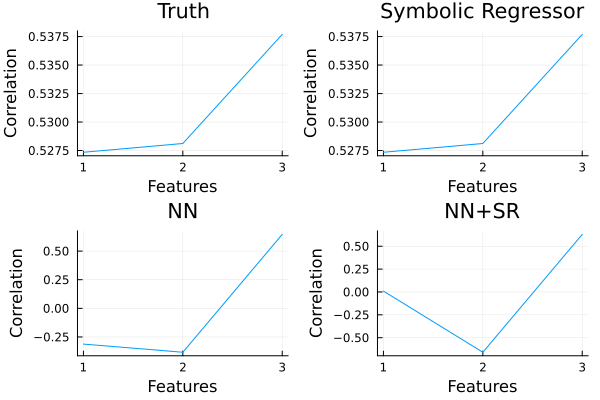 Truth
Correlation
0.5375
0.5350
0.5325
0.5300
0.5275
1 2 3
Features
Symbolic Regressor
Correlation
0.5375
0.5350
0.5325
0.5300
0.5275
1 2 3
Features
NN
Correlation
0.50
0.25
0.00
−0.25
1 2 3
Features
NN+SR
Correlation
0.50
0.25
0.00
−0.25
−0.50
1 2 3
Features